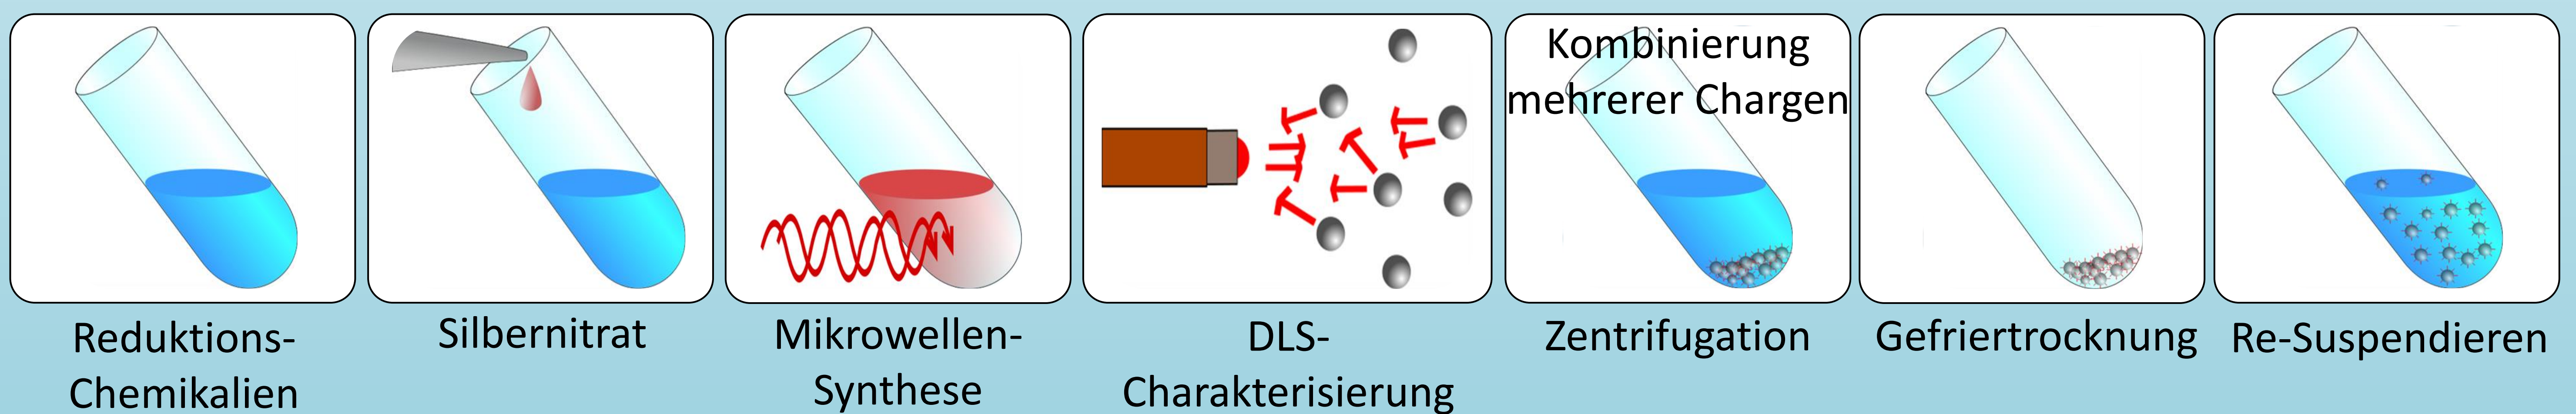 Kombinierung
mehrerer Chargen
Reduktions-
Chemikalien
Silbernitrat
Mikrowellen-
Synthese
DLS-
Charakterisierung
Zentrifugation
Gefriertrocknung
Re-Suspendieren